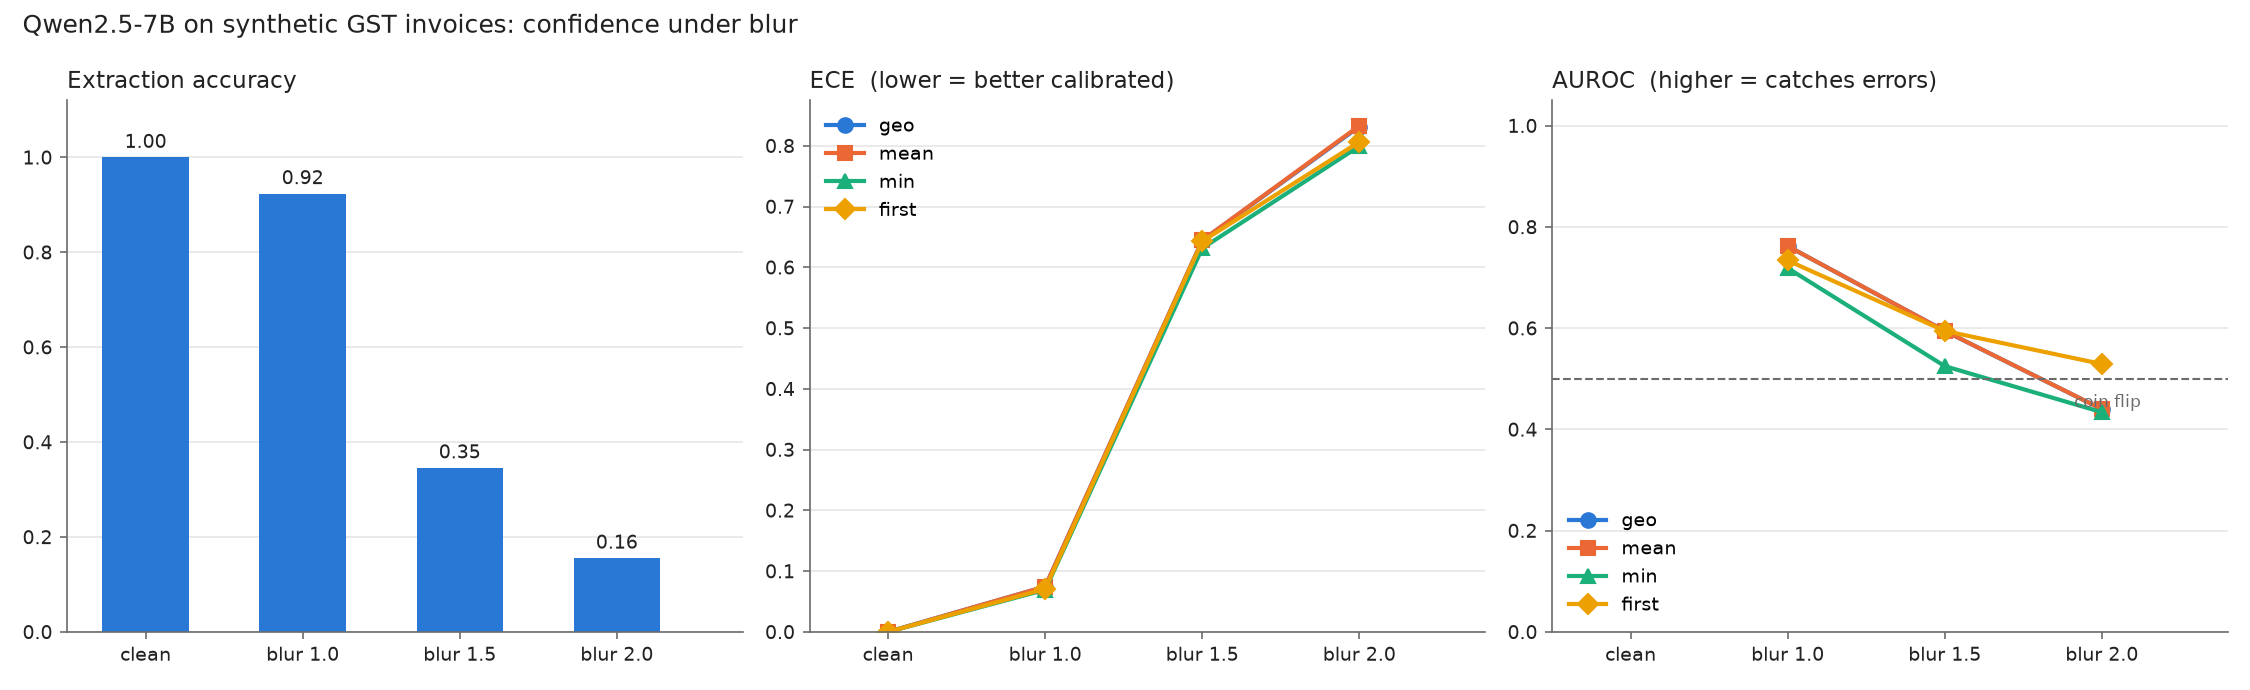 Qwen2.5-7B on synthetic GST invoices: confidence under blur
Extraction accuracy
1.0
0.8
0.6
0.4
0.2
0.0
1.00
0.92
0.35
0.16
clean
blur 1.0
blur 1.5
blur 2.0
ECE  (lower = better calibrated)
geo
mean
min
first
0.8
0.7
0.6
0.5
0.4
0.3
0.2
0.1
0.0
clean
blur 1.0
blur 1.5
blur 2.0
AUROC  (higher = catches errors)
1.0
0.8
0.6
0.4
0.2
0.0
coin flip
geo
mean
min
first
clean
blur 1.0
blur 1.5
blur 2.0